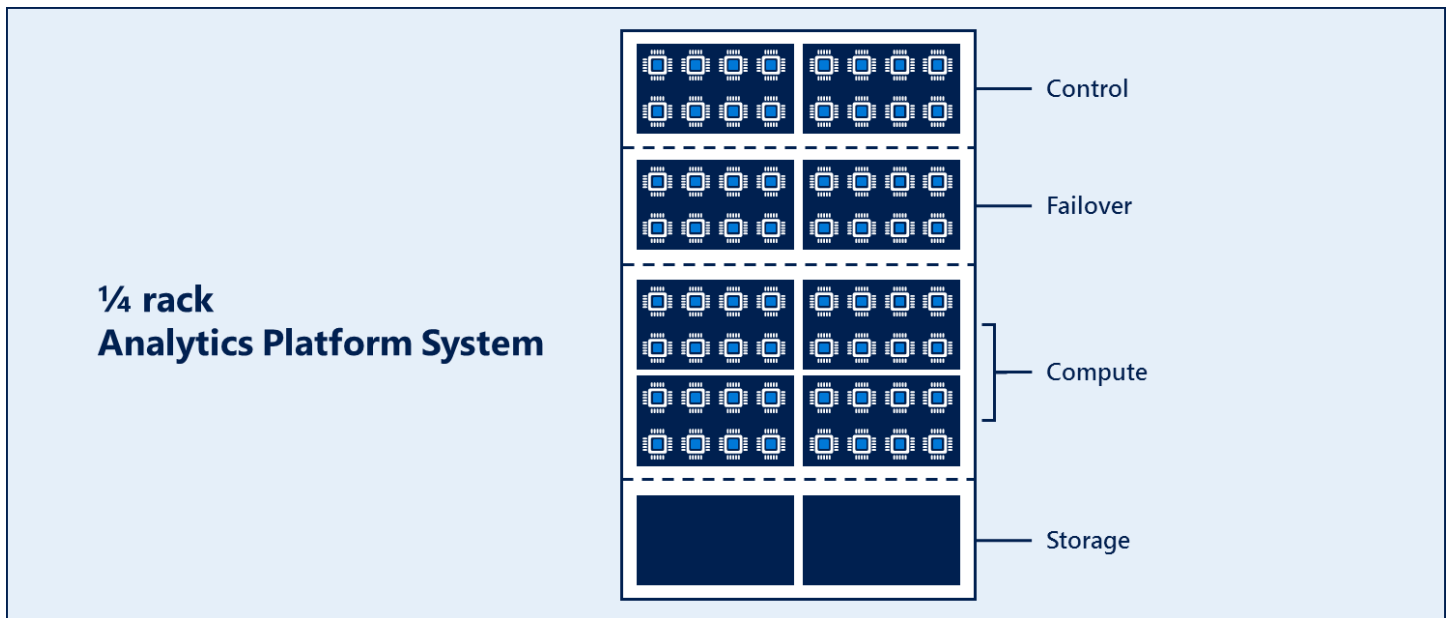 ¼ rack
Analytics Platform System
Control
Failover
Compute
Storage